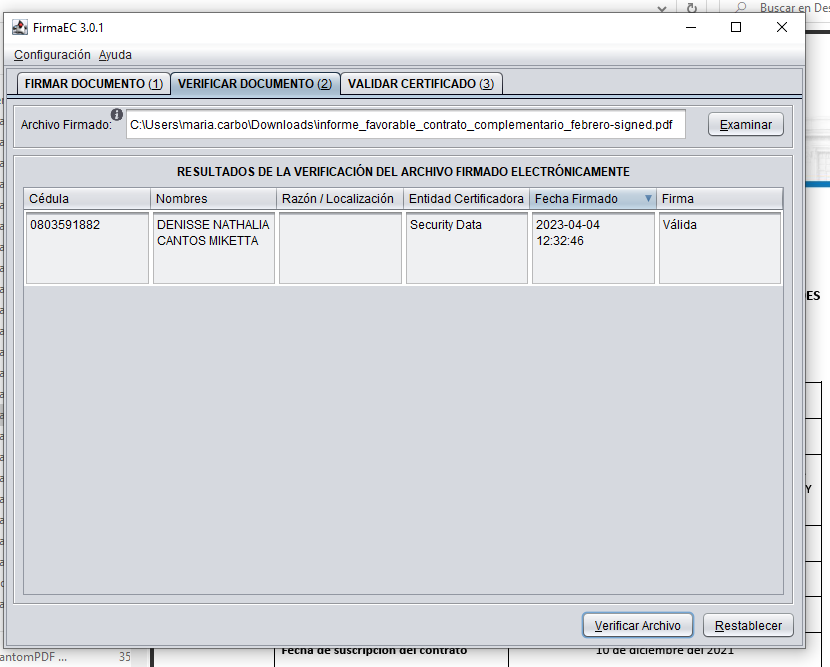 Buscar en Des
FirmaEC 3.0.1
Configuración Ayuda
FIRMAR DOCUMENTO (1) VERIFICAR DOCUMENTO (2) VALIDAR CERTIFICADO (3)
Archivo Firmado: C:\Users\maria.carbo\Downloads\informe_favorable_contrato_complementario_febrero-signed.pdf Examinar
RESULTADOS DE LA VERIFICACIÓN DEL ARCHIVO FIRMADO ELECTRÓNICAMENTE
Cédula Nombres Razón / Localización Entidad Certificadora Fecha Firmado Firma
0803591882 DENISSE NATHALIA Security Data 2023-04-04 Válida
CANTOS MIKETTA 12:32:46
ES
Y
Verificar Archivo Restablecer
antomPDF ... 35
Fecha de suscripción del contrato 10 de diciembre del 2021